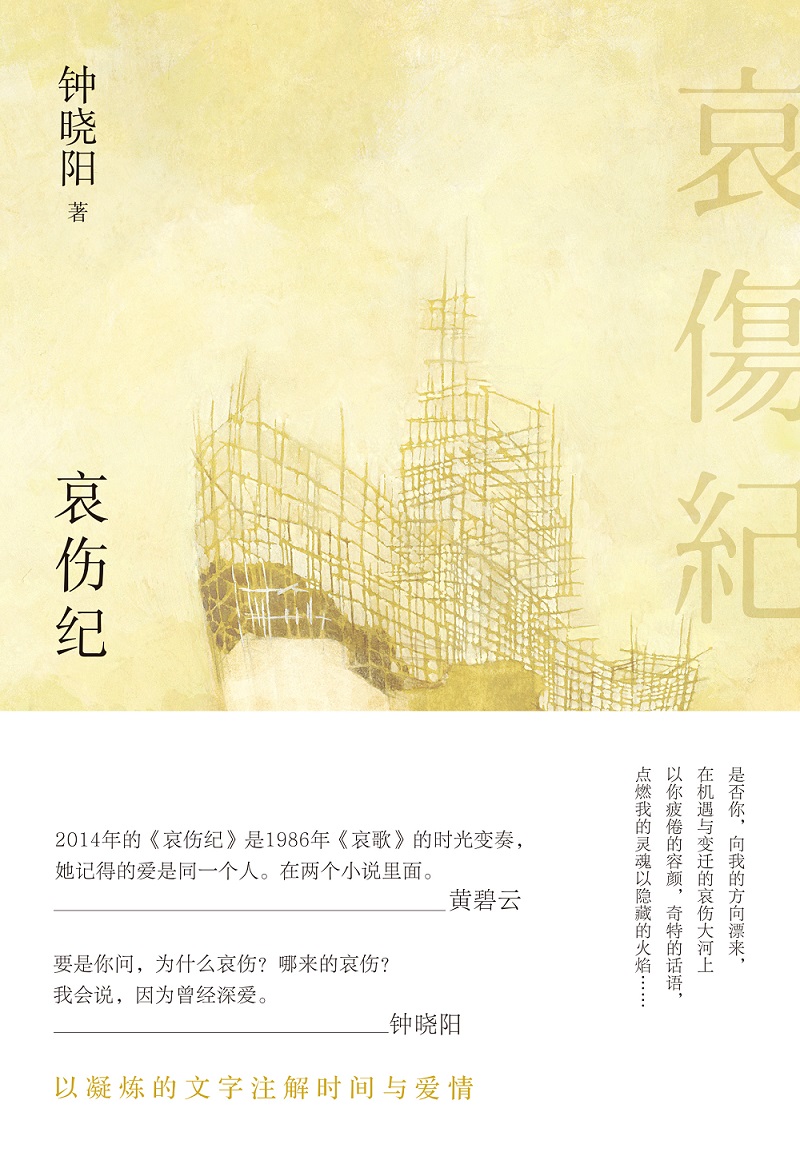 钟晓阳 著
哀傷紀
哀伤纪
是否你，向我的方向漂来，
在机遇与变迁的哀伤大河上
以你疲倦的容颜，奇特的话语，
点燃我的灵魂以隐藏的火焰……
2014年的《哀伤纪》是1986年《哀歌》的时光变奏，
她记得的爱是同一个人。在两个小说里面。
黄碧云
要是你问，为什么哀伤？哪来的哀伤？
我会说，因为曾经深爱。
钟晓阳
以凝炼的文字注解时间与爱情